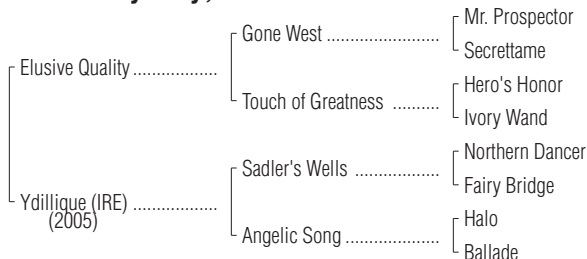 Gone West
Mr. Prospector
Secrettame
Elusive Quality
Touch of Greatness
Hero's Honor
Ivory Wand
Ydillique (IRE)
(2005)
Sadler's Wells
Northern Dancer
Fairy Bridge
Angelic Song
Halo
Ballade